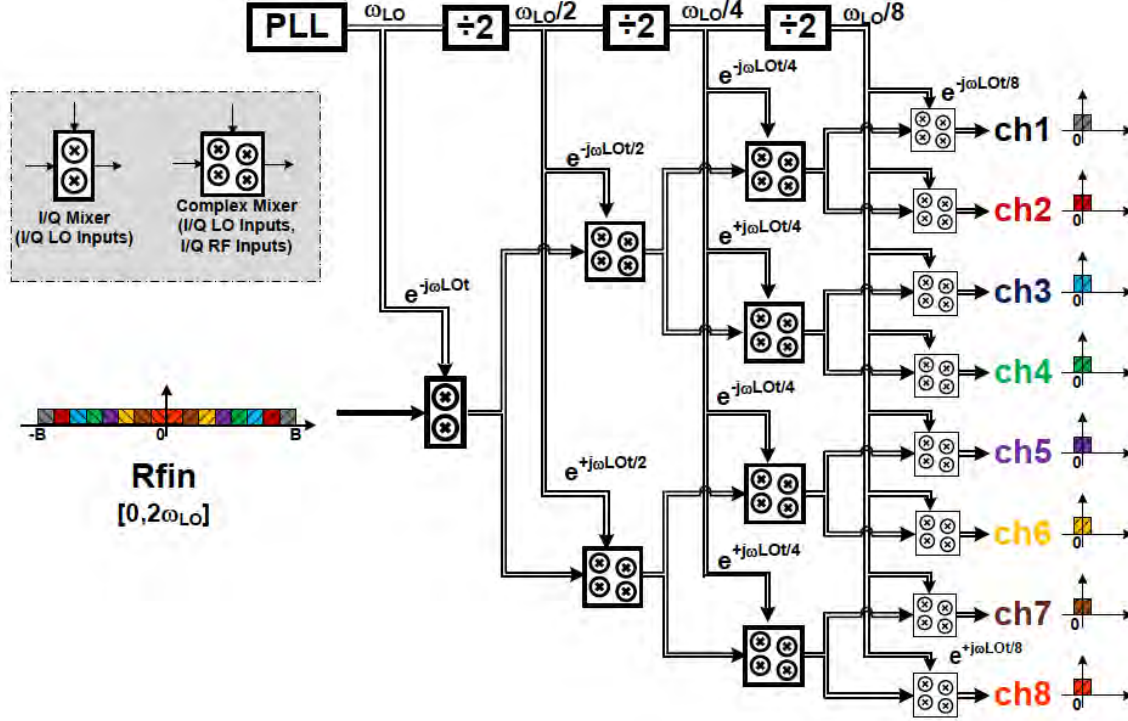 PLL
ωLO
÷2
ωLO/2
÷2
ωLO/4
÷2
ωLO/8
e-jωLOt/4
e-jωLOt/8
ch1
0
I/Q Mixer
(I/Q LO Inputs)
Complex Mixer
(I/Q LO Inputs,
I/Q RF Inputs)
e-jωLOt/2
ch2
0
e+jωLOt/4
e-jωLOt
ch3
0
ch4
0
e-jωLOt/4
-B
0
B
Rfin
[0,2ωLO]
e+jωLOt/2
ch5
0
ch6
0
e+jωLOt/4
ch7
0
e+jωLOt/8
ch8
0